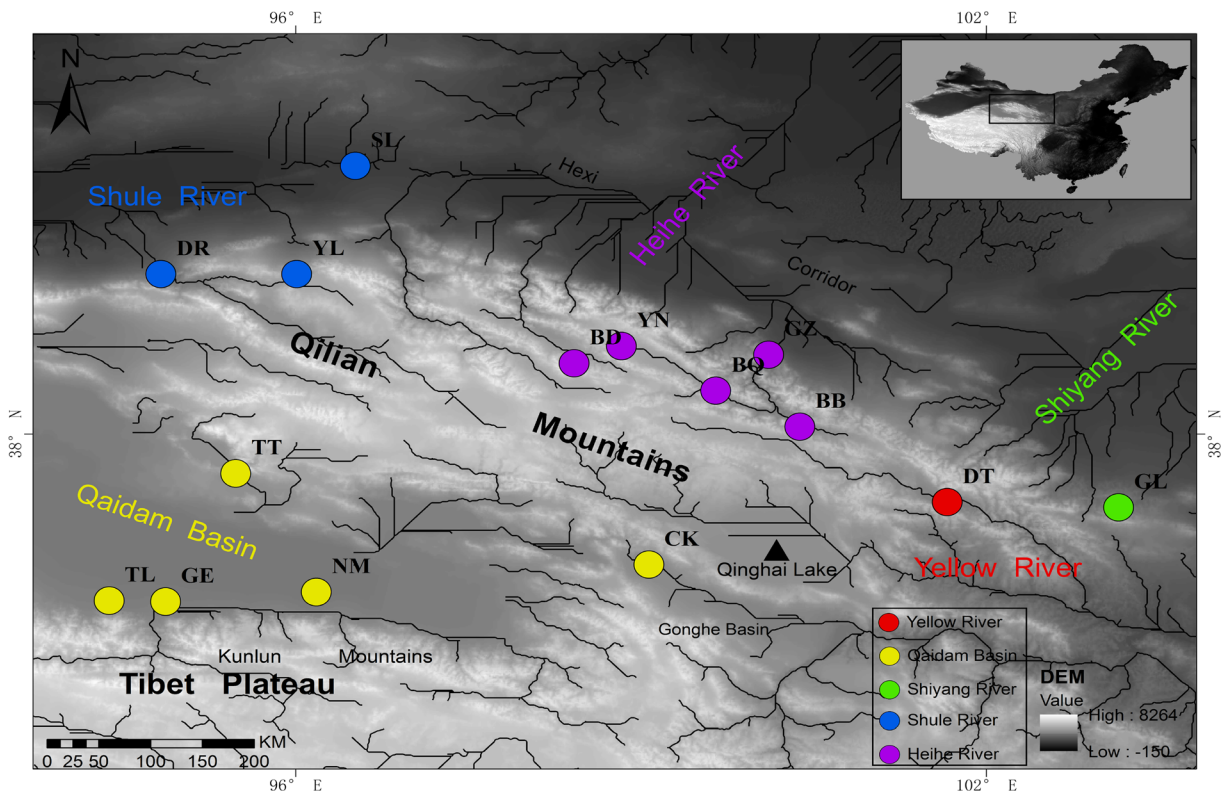 96° E
102° E
N
SL
Hexi
Shule River
Heihe River
DR
YL
Corridor
YN
GZ
BD
BQ
Qilian
Shiyang River
BB
38° N
38° N
Mountains
TT
DT
GL
Qaidam Basin
CK
NM
Qinghai Lake
Yellow River
TL
GE
Gonghe Basin
Yellow River
Kunlun Mountains
Qaidam Basin
Tibet Plateau
Shiyang River
DEM
Value
High : 8264
Low : -150
Shule River
Heihe River
KM
0 25 50 100 150 200
96° E
102° E